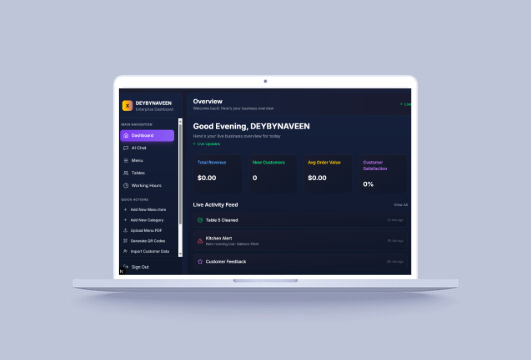 DEYBYNAVEEN
Enterprise Dashboard
MAIN NAVIGATION
Dashboard
AI Chat
Menu
Tables
Working Hours
QUICK ACTIONS
Add New Menu Item
Add New Category
Upload Menu PDF
Generate QR Codes
Import Customer Data
Sign Out
Overview
Welcome back! Here's your business overview
Good Evening, DEYBYNAVEEN
Here's your live business overview for today
Live Updates
Total Revenue
$0.00
New Customers
0
Avg Order Value
$0.00
Customer
Satisfaction
0%
Live Activity Feed
View All
Table 5 Cleaned
Kitchen Alert
Customer Feedback